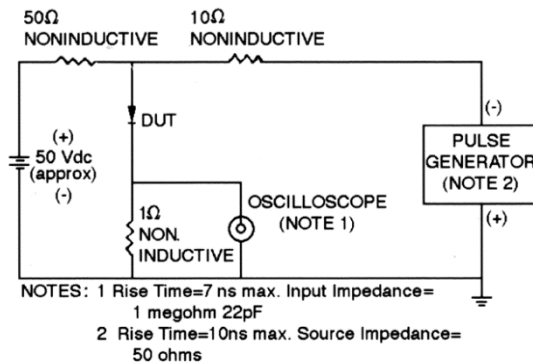 50Ω
NONINDUCTIVE
10Ω
NONINDUCTIVE
DUT
(+)
50 Vdc
(approx)
(-)
1Ω
NON.
INDUCTIVE
OSCILLOSCOPE
(NOTE 1)
(-)
PULSE
GENERATOR
(NOTE 2)
(+)
NOTES: 1 Rise Time=7 ns max. Input Impedance=
1 megohm 22pF
2 Rise Time=10ns max. Source Impedance=
50 ohms